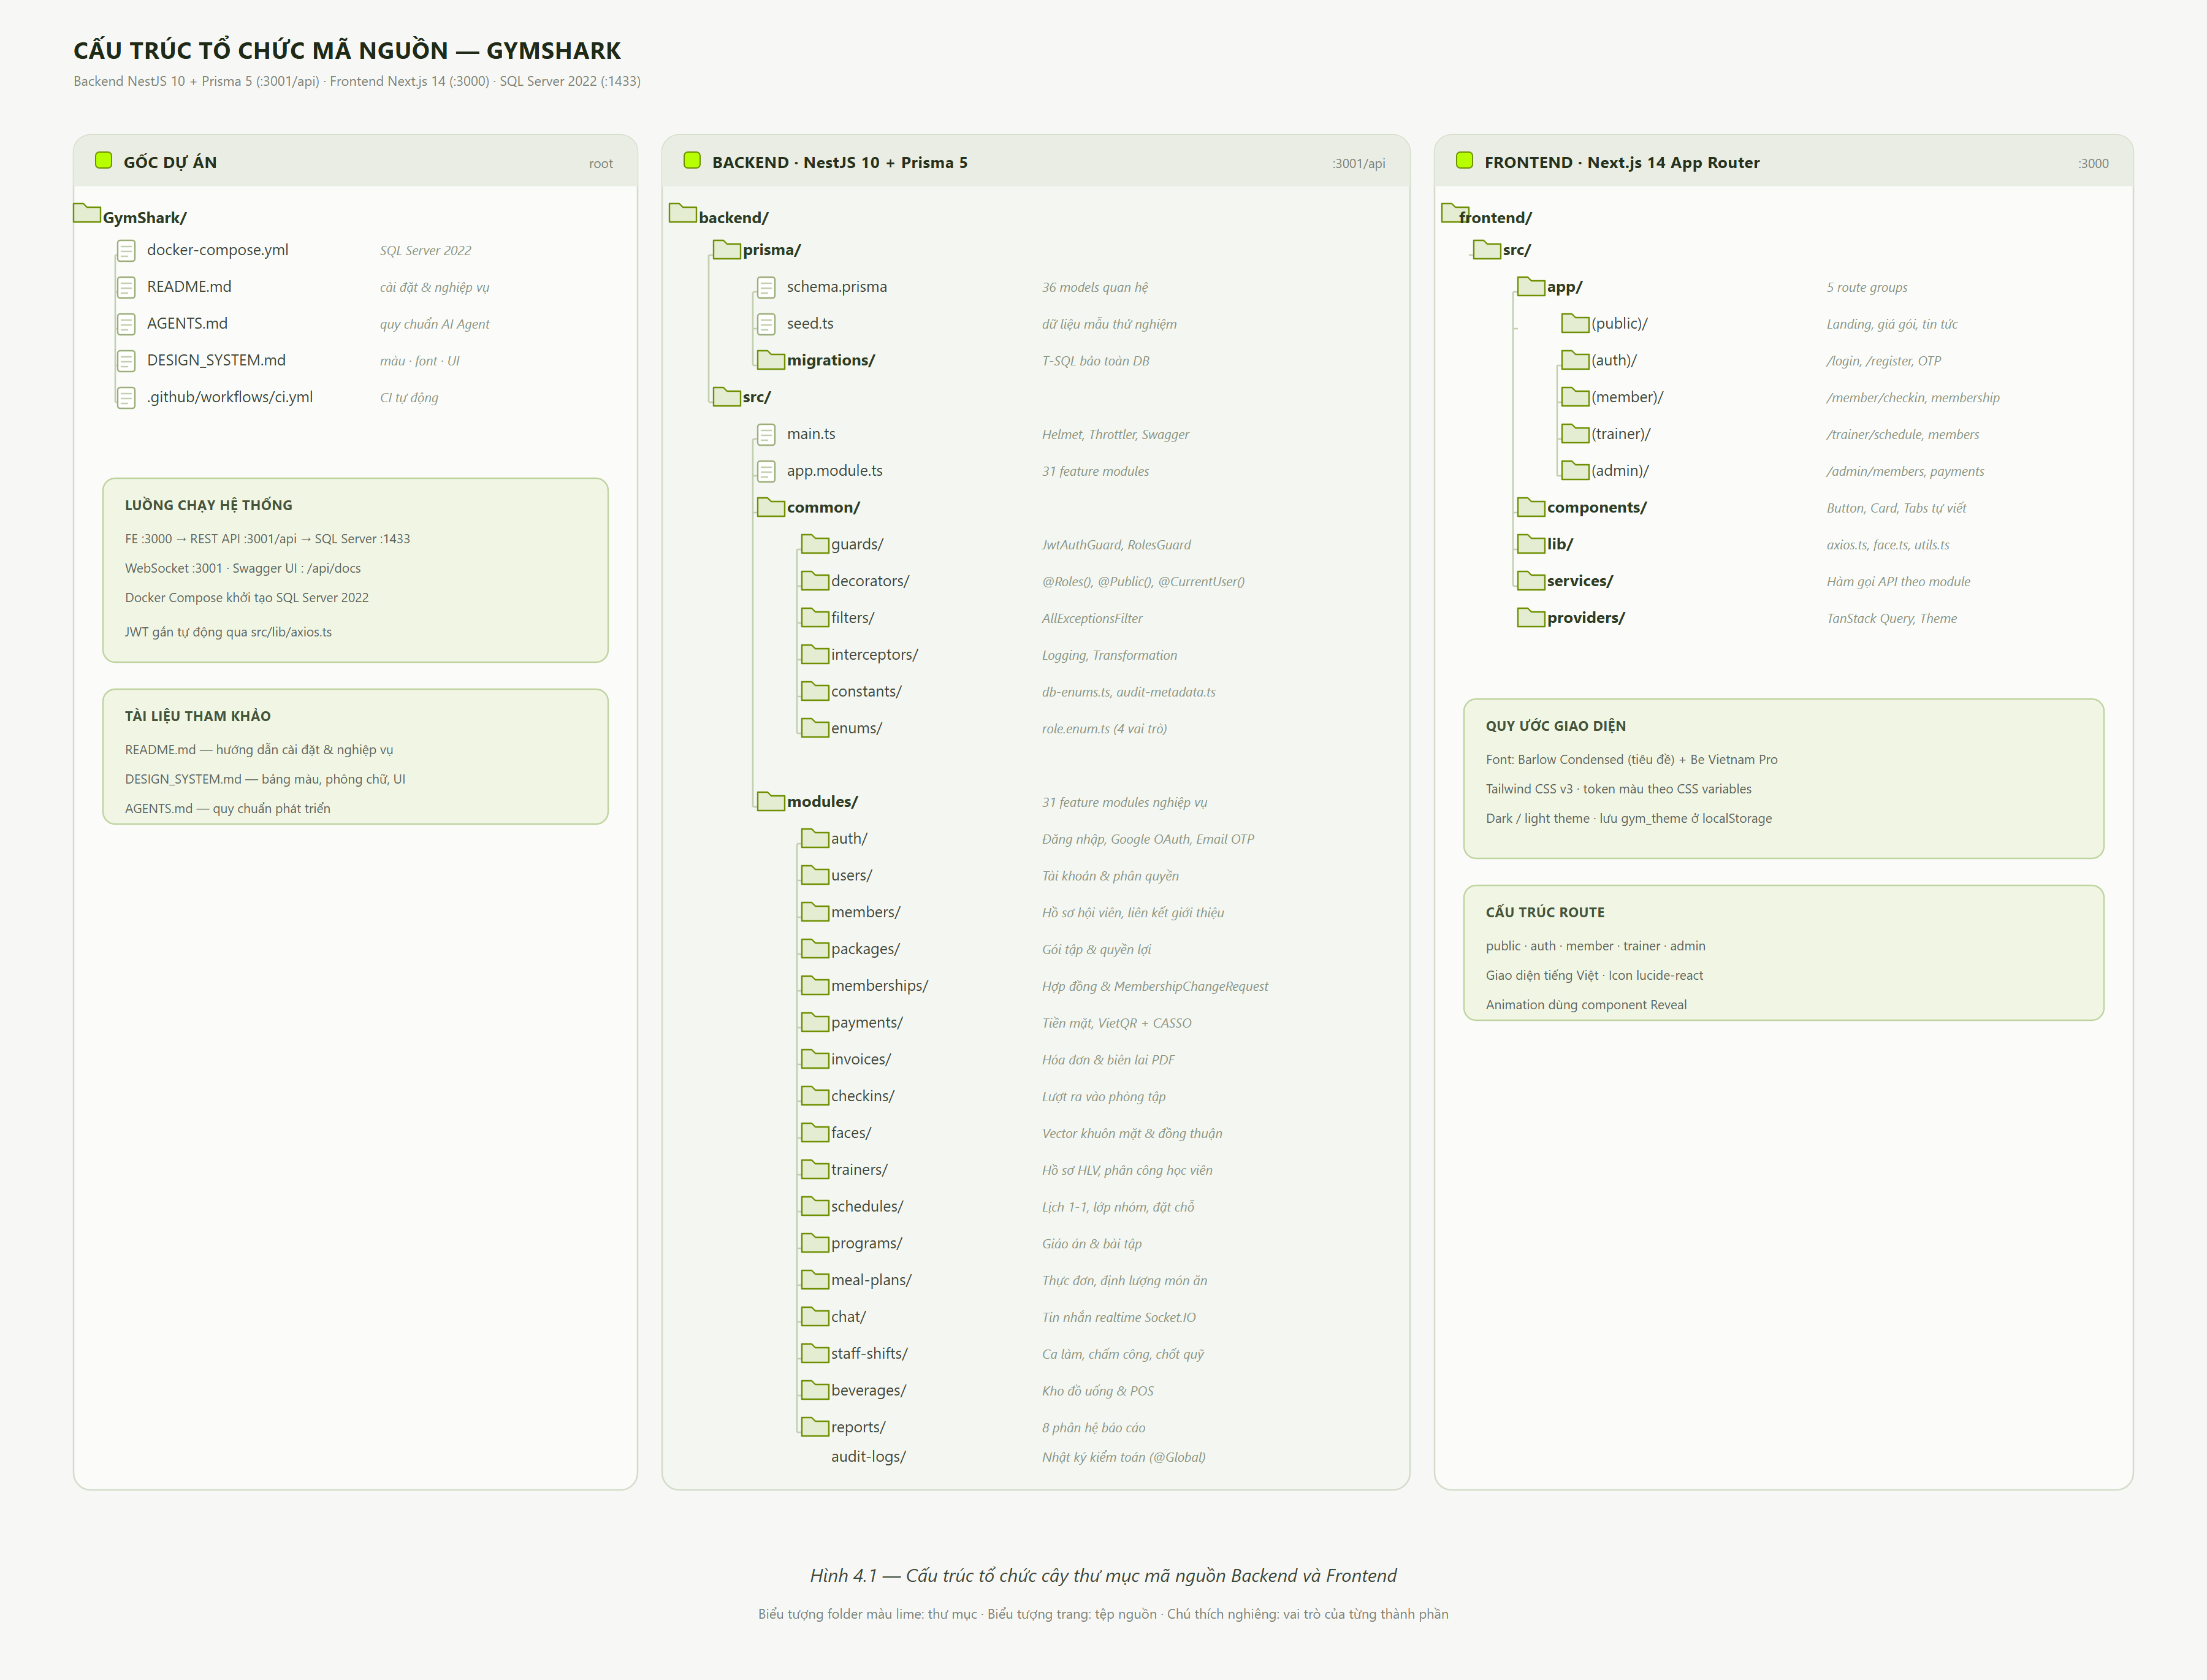 CẤU TRÚC TỔ CHỨC MÃ NGUỒN — GYMSHARK
Backend NestJS 10 + Prisma 5 (:3001/api) · Frontend Next.js 14 (:3000) · SQL Server 2022 (:1433)
GỐC DỰ ÁN root
GymShark/
docker-compose.yml SQL Server 2022
README.md cài đặt & nghiệp vụ
AGENTS.md quy chuẩn AI Agent
DESIGN_SYSTEM.md màu · font · UI
.github/workflows/ci.yml CI tự động
LUỒNG CHẠY HỆ THỐNG
FE :3000 → REST API :3001/api → SQL Server :1433
WebSocket :3001 · Swagger UI : /api/docs
Docker Compose khởi tạo SQL Server 2022
JWT gắn tự động qua src/lib/axios.ts
TÀI LIỆU THAM KHẢO
README.md — hướng dẫn cài đặt & nghiệp vụ
DESIGN_SYSTEM.md — bảng màu, phông chữ, UI
AGENTS.md — quy chuẩn phát triển
BACKEND · NestJS 10 + Prisma 5 :3001/api
backend/
prisma/
schema.prisma 36 models quan hệ
seed.ts dữ liệu mẫu thử nghiệm
migrations/ T-SQL bảo toàn DB
src/
main.ts Helmet, Throttler, Swagger
app.module.ts 31 feature modules
common/
guards/ JwtAuthGuard, RolesGuard
decorators/ @Roles(), @Public(), @CurrentUser()
filters/ AllExceptionsFilter
interceptors/ Logging, Transformation
constants/ db-enums.ts, audit-metadata.ts
enums/ role.enum.ts (4 vai trò)
modules/ 31 feature modules nghiệp vụ
auth/ Đăng nhập, Google OAuth, Email OTP
users/ Tài khoản & phân quyền
members/ Hồ sơ hội viên, liên kết giới thiệu
packages/ Gói tập & quyền lợi
memberships/ Hợp đồng & MembershipChangeRequest
payments/ Tiền mặt, VietQR + CASSO
invoices/ Hóa đơn & biên lai PDF
checkins/ Lượt ra vào phòng tập
faces/ Vector khuôn mặt & đồng thuận
trainers/ Hồ sơ HLV, phân công học viên
schedules/ Lịch 1-1, lớp nhóm, đặt chỗ
programs/ Giáo án & bài tập
meal-plans/ Thực đơn, định lượng món ăn
chat/ Tin nhắn realtime Socket.IO
staff-shifts/ Ca làm, chấm công, chốt quỹ
beverages/ Kho đồ uống & POS
reports/ 8 phân hệ báo cáo
audit-logs/ Nhật ký kiểm toán (@Global)
FRONTEND · Next.js 14 App Router :3000
frontend/
src/
app/ 5 route groups
(public)/ Landing, giá gói, tin tức
(auth)/ /login, /register, OTP
(member)/ /member/checkin, membership
(trainer)/ /trainer/schedule, members
(admin)/ /admin/members, payments
components/ Button, Card, Tabs tự viết
lib/ axios.ts, face.ts, utils.ts
services/ Hàm gọi API theo module
providers/ TanStack Query, Theme
QUY ƯỚC GIAO DIỆN
Font: Barlow Condensed (tiêu đề) + Be Vietnam Pro
Tailwind CSS v3 · token màu theo CSS variables
Dark / light theme · lưu gym_theme ở localStorage
CẤU TRÚC ROUTE
public · auth · member · trainer · admin
Giao diện tiếng Việt · Icon lucide-react
Animation dùng component Reveal
Hình 4.1 — Cấu trúc tổ chức cây thư mục mã nguồn Backend và Frontend
Biểu tượng folder màu lime: thư mục · Biểu tượng trang: tệp nguồn · Chú thích nghiêng: vai trò của từng thành phần